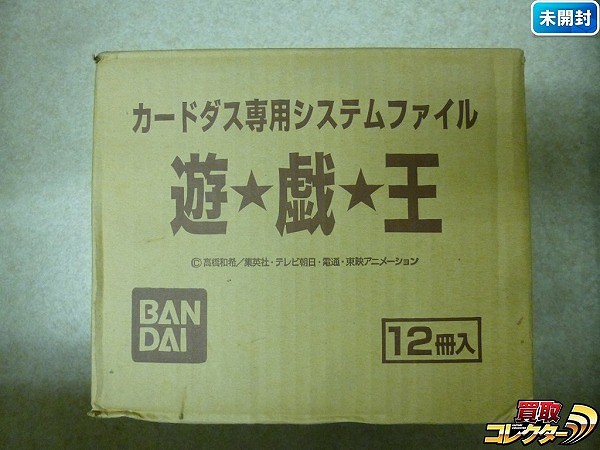 未開封
カードダス専用システムファイル
遊★戯★王
©高橋和希／集英社・テレビ朝日・電通・東映アニメーション
BAN
DAI
12冊入
買取
コレクター